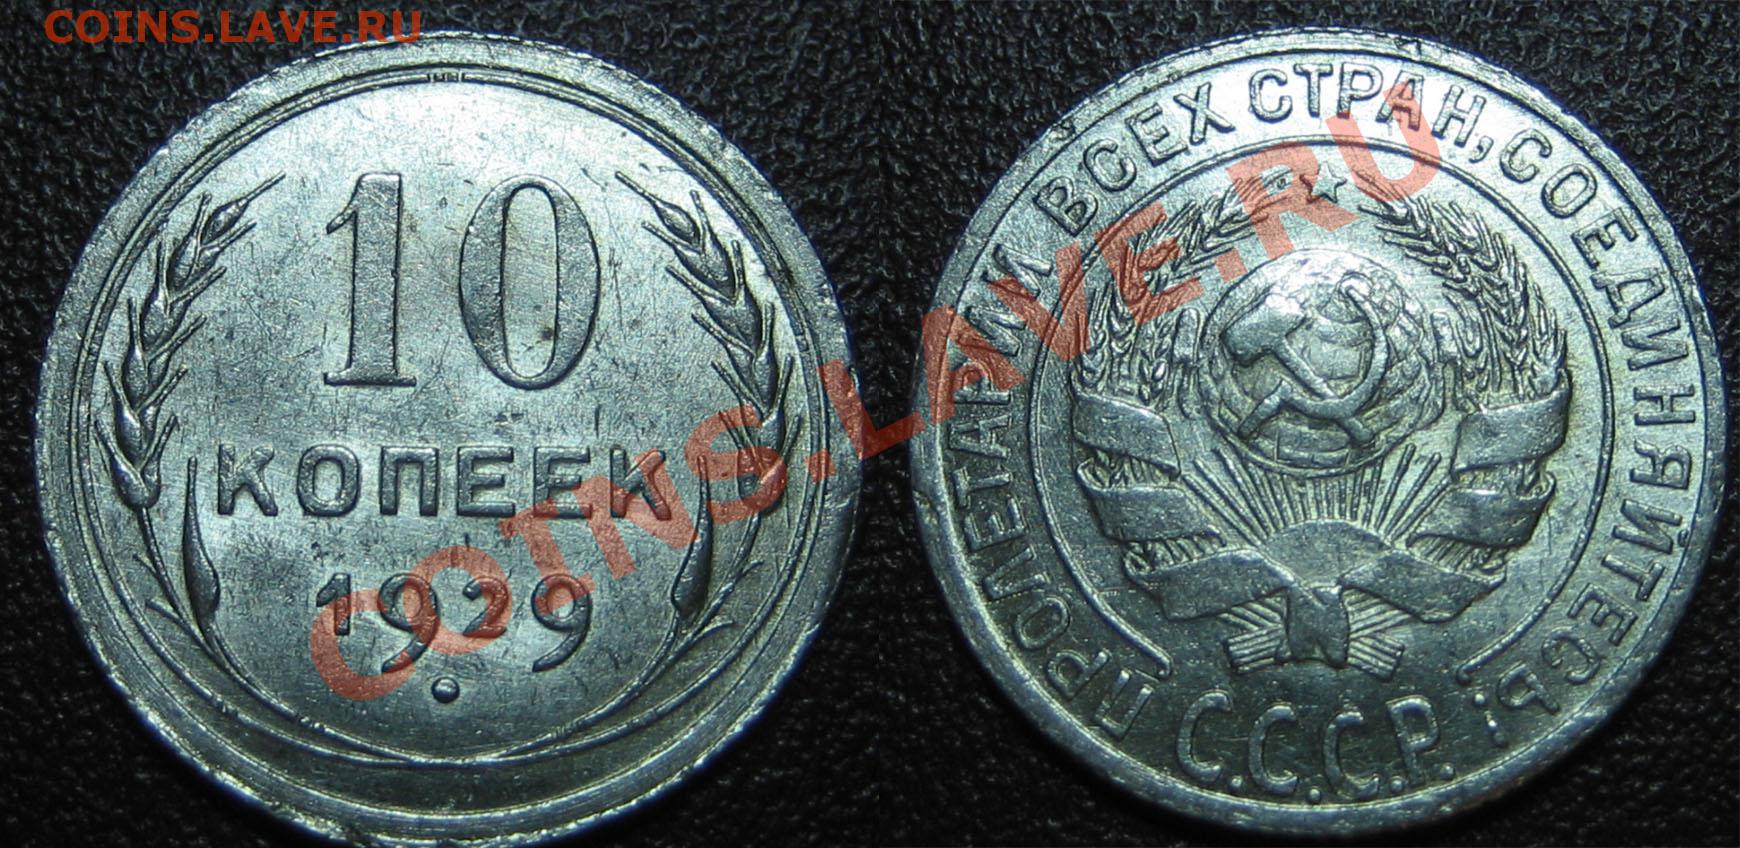 COINS.LAVE.RU
10
КОПЕЕК
1929
ПРОЛЕТАРИИ ВСЕХ СТРАН, СОЕДИНЯЙТЕСЬ!
С.С.С.Р.
COINS.LAVE.RU